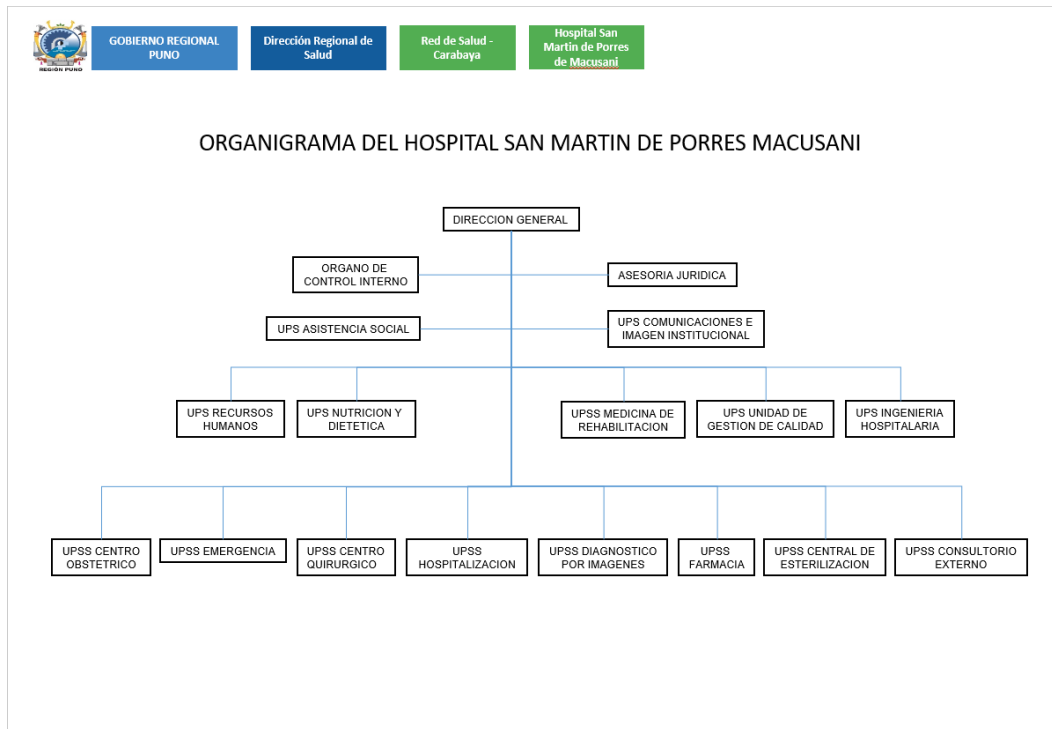 GOBIERNO REGIONAL
PUNO
Dirección Regional de
Salud
Red de Salud -
Carabaya
Hospital San
Martin de Porres
de Macusani
REGIÓN PUNO
ORGANIGRAMA DEL HOSPITAL SAN MARTIN DE PORRES MACUSANI
DIRECCION GENERAL
ORGANO DE
CONTROL INTERNO
ASESORIA JURIDICA
UPS ASISTENCIA SOCIAL
UPS COMUNICACIONES E
IMAGEN INSTITUCIONAL
UPS RECURSOS
HUMANOS
UPS NUTRICION Y
DIETETICA
UPSS MEDICINA DE
REHABILITACION
UPS UNIDAD DE
GESTION DE CALIDAD
UPS INGENIERIA
HOSPITALARIA
UPSS CENTRO
OBSTETRICO
UPSS EMERGENCIA
UPSS CENTRO
QUIRURGICO
UPSS
HOSPITALIZACION
UPSS DIAGNOSTICO
POR IMAGENES
UPSS
FARMACIA
UPSS CENTRAL DE
ESTERILIZACION
UPSS CONSULTORIO
EXTERNO